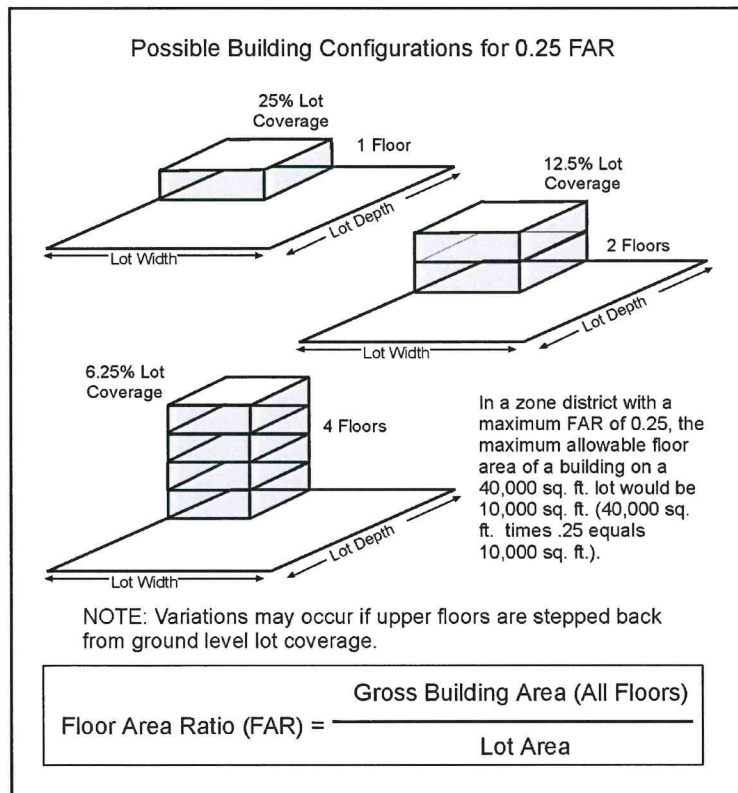 Possible Building Configurations for 0.25 FAR
25% Lot
Coverage
1 Floor
Lot Depth
Lot Width
12.5% Lot
Coverage
2 Floors
Lot Depth
Lot Width
6.25% Lot
Coverage
4 Floors
Lot Depth
Lot Width
In a zone district with a
maximum FAR of 0.25, the
maximum allowable floor
area of a building on a
40,000 sq. ft. lot would be
10,000 sq. ft. (40,000 sq.
ft. times .25 equals
10,000 sq. ft.).
NOTE: Variations may occur if upper floors are stepped back
from ground level lot coverage.
Floor Area Ratio (FAR) =
Gross Building Area (All Floors)
Lot Area